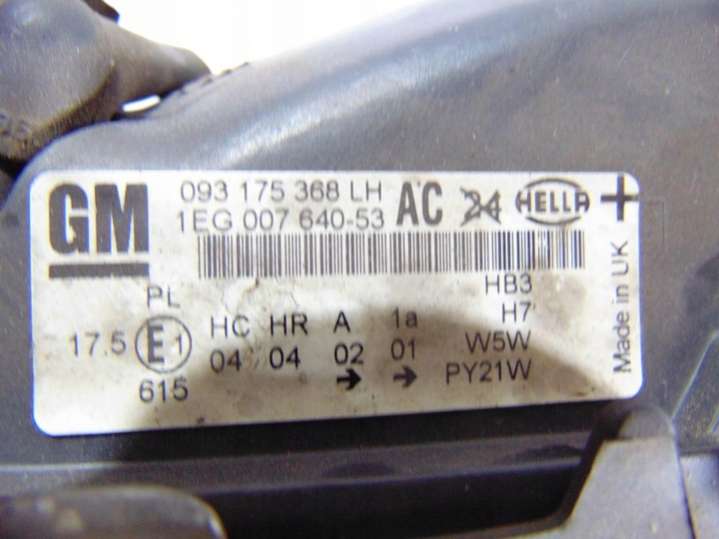 GM 093 175 368 LH AC 24 HELLA +
1EG 007 640-53
PL HB3
HC HR A 1a H7
17.5 E1 04 04 02 01 W5W
615 → → PY21W
Made in UK